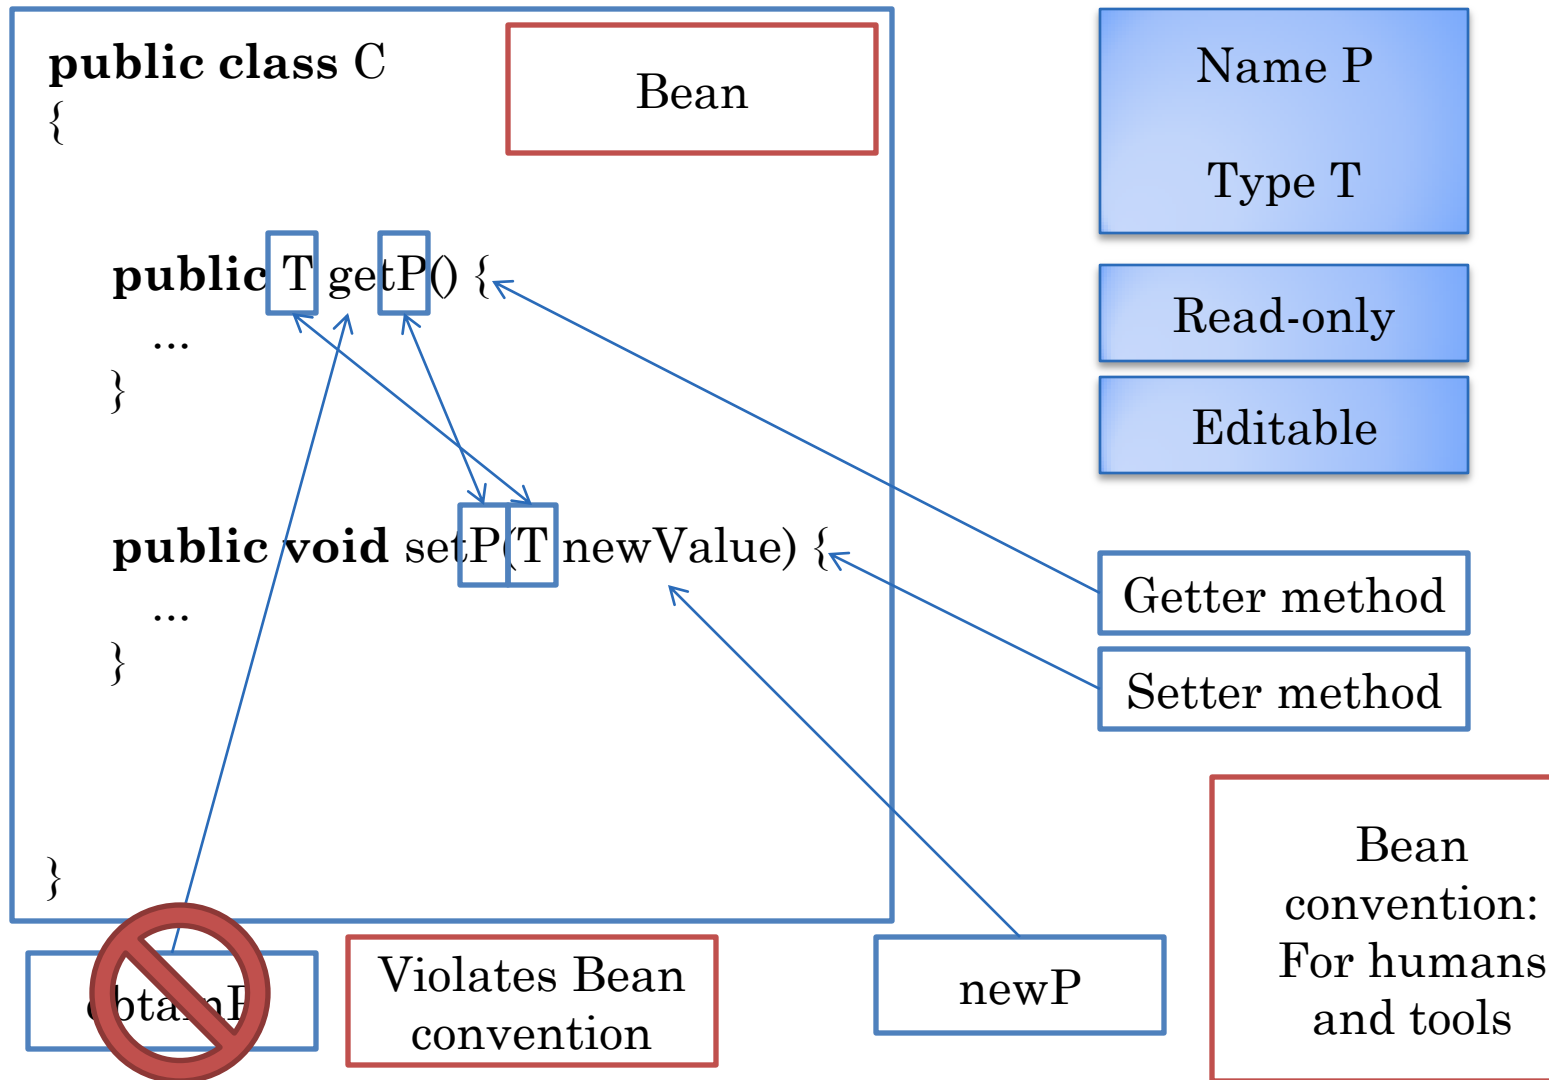 public class C
{
Bean
public T getP() {
...
}
public void setP(T newValue) {
...
}
}
Name P
Type T
Read-only
Editable
Getter method
Setter method
obtainP
Violates Bean
convention
newP
Bean
convention:
For humans
and tools